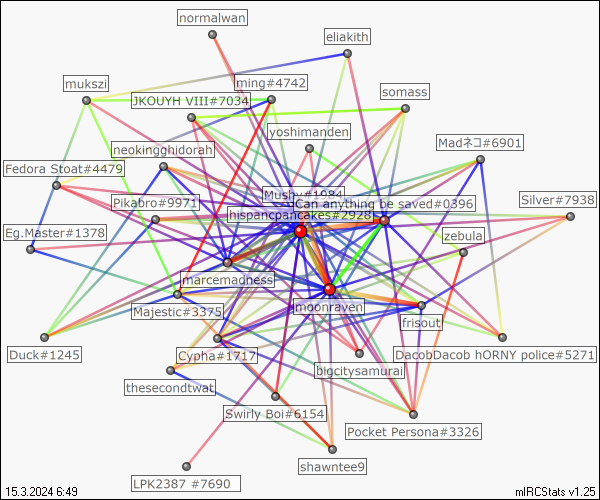 normalwan
eliakith
mukszi
ming#4742
JKOUYH VIII#7034
somass
yoshimanden
Madネコ#6901
neokingghidorah
Fedora Stoat#4479
Mushy#1984
Pikabro#9971
Can anything be saved#0396
Silver#7938
hispancpancakes#2928
Eg.Master#1378
zebula
marcemadness
Majestic#3375
moonraven
frisout
Duck#1245
Cypha#1717
DacobDacob hORNY police#5271
bigcitysamurai
thesecondtwat
Swirly Boi#6154
Pocket Persona#3326
shawntee9
LPK2387 #7690
15.3.2024 6:49
mIRCStats v1.25